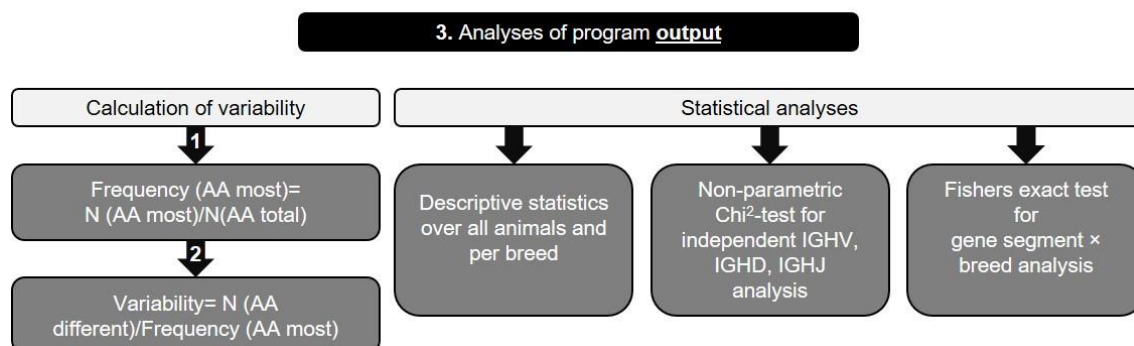 3. Analyses of program output
Calculation of variability
1
Frequency (AA most)=
N (AA most)/N(AA total)
2
Variability= N (AA
different)/Frequency (AA most)
Statistical analyses
Descriptive statistics
over all animals and
per breed
Non-parametric
Chi²-test for
independent IGHV,
IGHD, IGHJ
analysis
Fishers exact test
for
gene segment ×
breed analysis